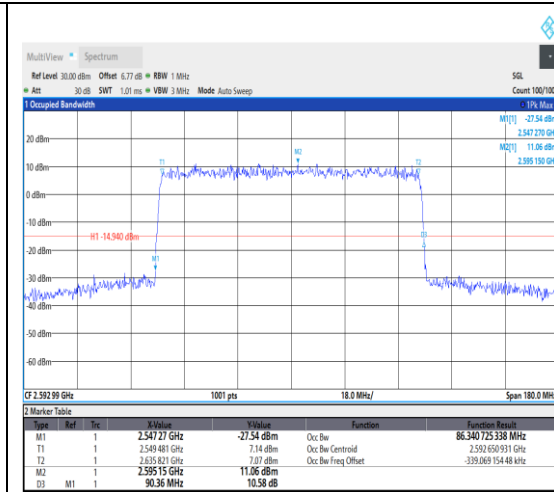 MultiView Spectrum
Ref Level 30.00 dBm Offset 6.77 dB RBW 1 MHz SGL
Att 30 dB SWT 1.01 ms VBW 3 MHz Mode Auto Sweep Count 100/100
1 Occupied Bandwidth 1Pk Max
M1[1] -27.54 dBm
2.547 270 GHz
M2[1] 11.06 dBm
2.595 150 GHz
20 dBm
T1 M2 T2
10 dBm
0 dBm
-10 dBm
H1 -14.940 dBm
D3
-20 dBm
M1
-30 dBm
-40 dBm
-50 dBm
-60 dBm
CF 2.592 99 GHz 1001 pts 18.0 MHz/ Span 180.0 MHz
2 Marker Table
Type Ref Trc X-Value Y-Value Function Function Result
M1 1 2.547 27 GHz -27.54 dBm Occ Bw 86.340 725 338 MHz
T1 1 2.549 481 GHz 7.14 dBm Occ Bw Centroid 2.592 650 931 GHz
T2 1 2.635 821 GHz 7.07 dBm Occ Bw Freq Offset -339.069 154 48 kHz
M2 1 2.595 15 GHz 11.06 dBm
D3 M1 1 90.36 MHz 10.58 dB